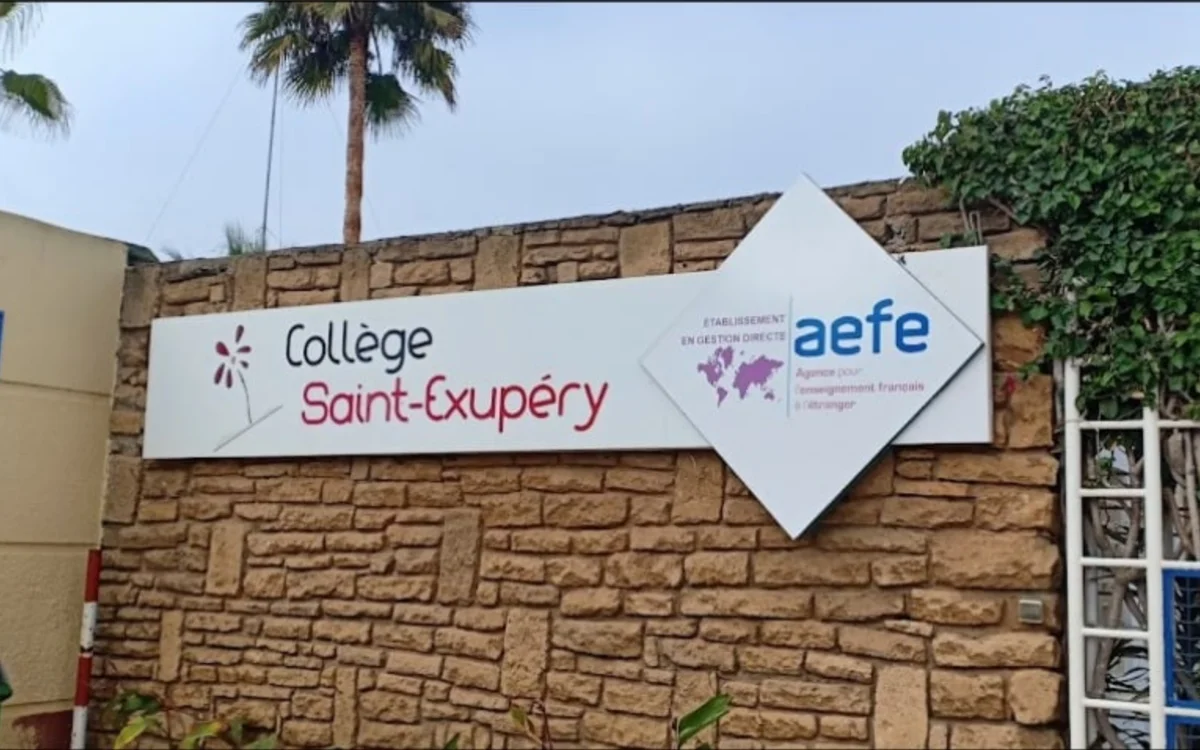 Collège
Saint-Exupéry
ETABLISSEMENT
EN GESTION DIRECTE
aefe
Agence pour
l'enseignement français
à l'étranger